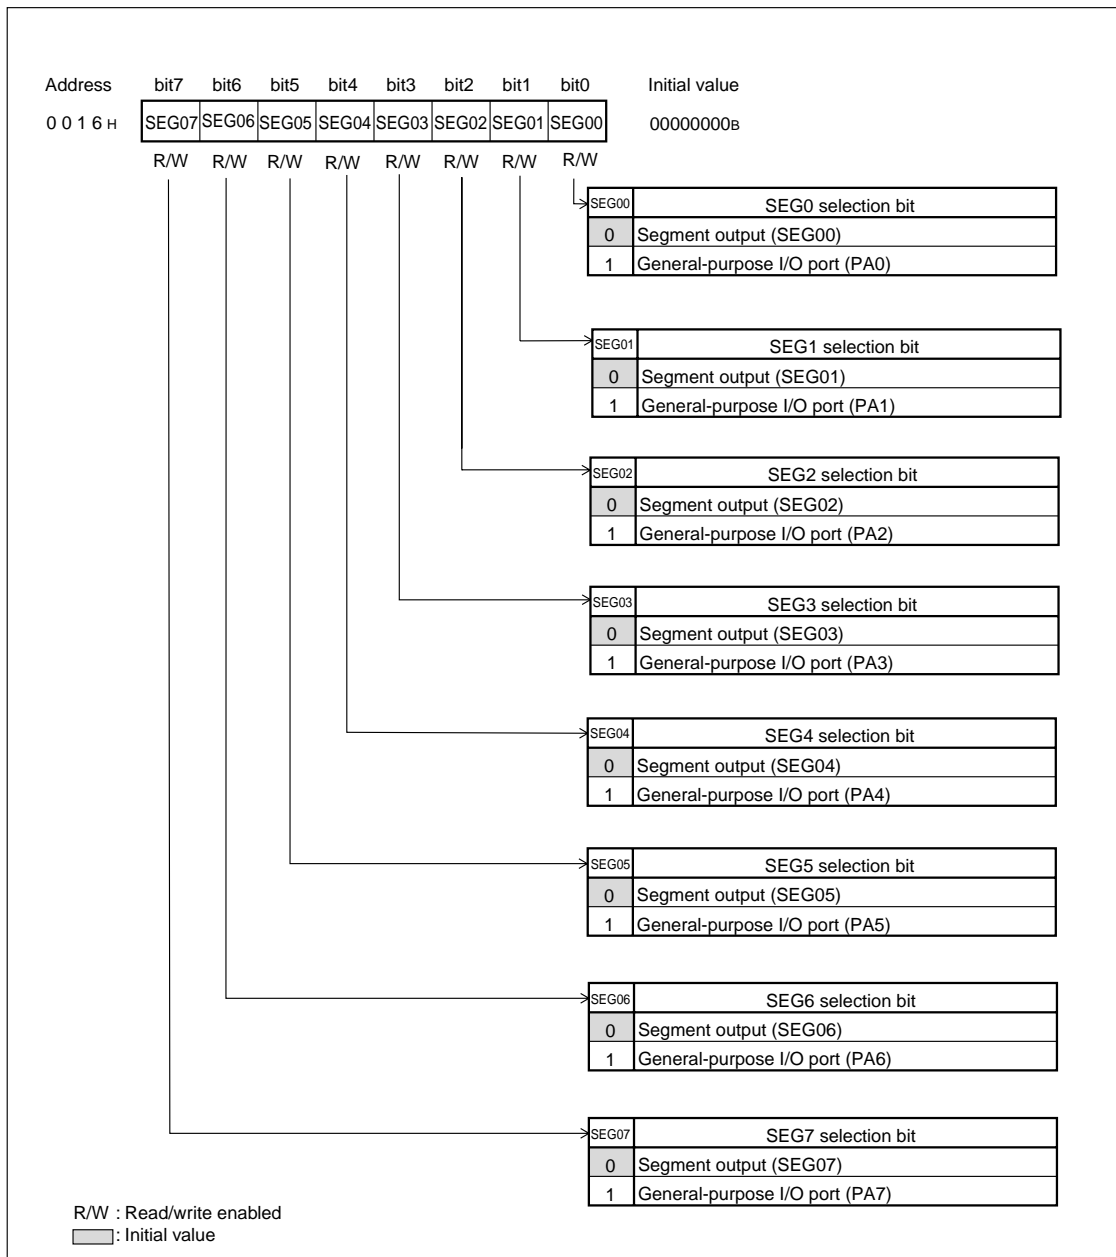 Address bit7 bit6 bit5 bit4 bit3 bit2 bit1 bit0 Initial value
0 0 1 6 H SEG07 SEG06 SEG05 SEG04 SEG03 SEG02 SEG01 SEG00 00000000B
R/W R/W R/W R/W R/W R/W R/W R/W
SEG00 SEG0 selection bit
0 Segment output (SEG00)
1 General-purpose I/O port (PA0)
SEG01 SEG1 selection bit
0 Segment output (SEG01)
1 General-purpose I/O port (PA1)
SEG02 SEG2 selection bit
0 Segment output (SEG02)
1 General-purpose I/O port (PA2)
SEG03 SEG3 selection bit
0 Segment output (SEG03)
1 General-purpose I/O port (PA3)
SEG04 SEG4 selection bit
0 Segment output (SEG04)
1 General-purpose I/O port (PA4)
SEG05 SEG5 selection bit
0 Segment output (SEG05)
1 General-purpose I/O port (PA5)
SEG06 SEG6 selection bit
0 Segment output (SEG06)
1 General-purpose I/O port (PA6)
SEG07 SEG7 selection bit
0 Segment output (SEG07)
1 General-purpose I/O port (PA7)
R/W : Read/write enabled
: Initial value